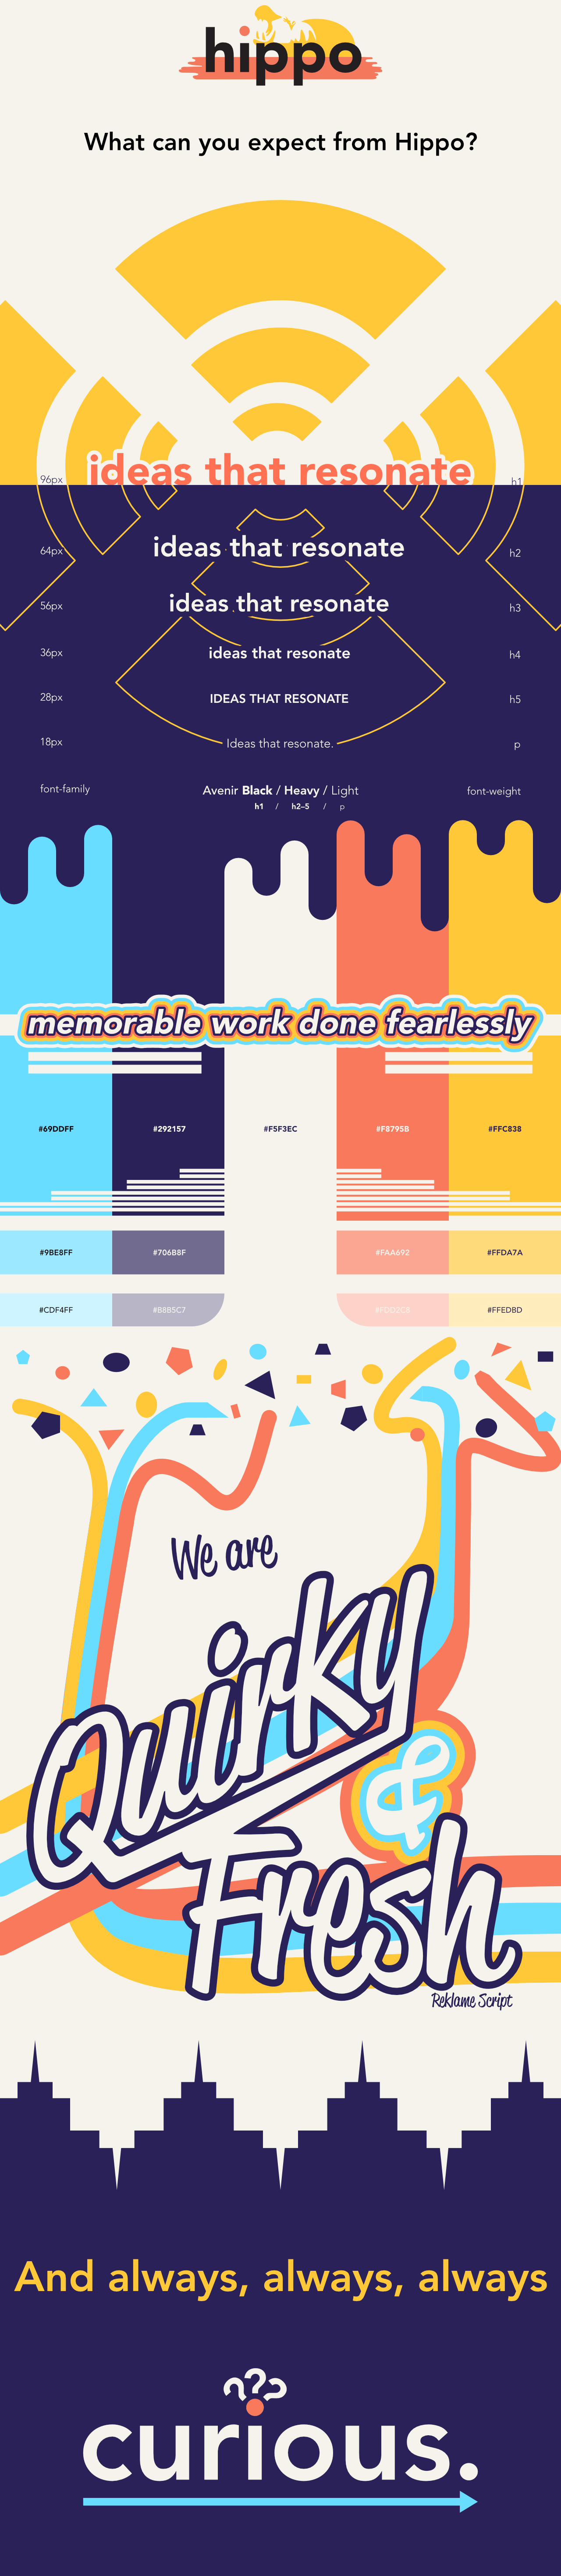 hippo
What can you expect from Hippo?
96px ideas that resonate h1
64px ideas that resonate h2
56px ideas that resonate h3
36px ideas that resonate h4
28px IDEAS THAT RESONATE h5
18px Ideas that resonate. p
font-family Avenir Black / Heavy / Light font-weight
h1 / h2–5 / p
memorable work done fearlessly
#69DDFF #292157 #F5F3EC #F8795B #FFC838
#9BE8FF #706B8F #FAA692 #FFDA7A
#CDF4FF #B8B5C7 #FFEDBD
We are
Quirky
&
Fresh
Reklame Script
And always, always, always
???
curious.